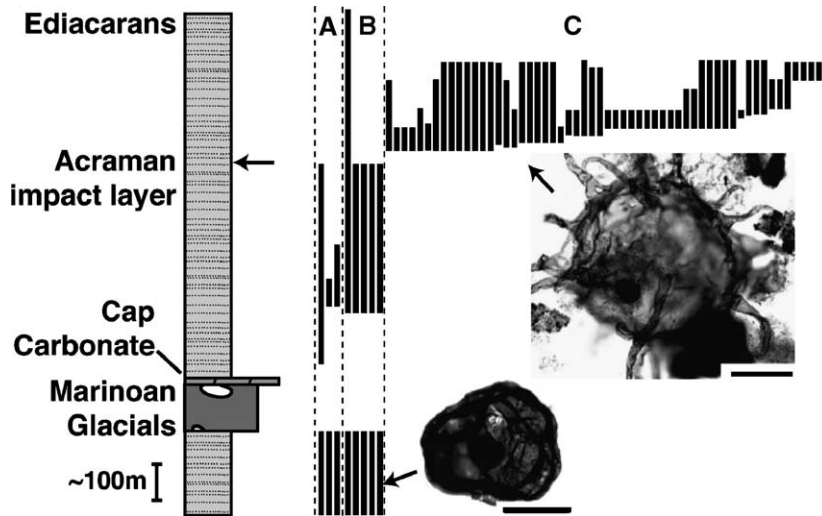 Ediacarans
A B C
Acraman
impact layer
Cap
Carbonate
Marinoan
Glacials
~100m